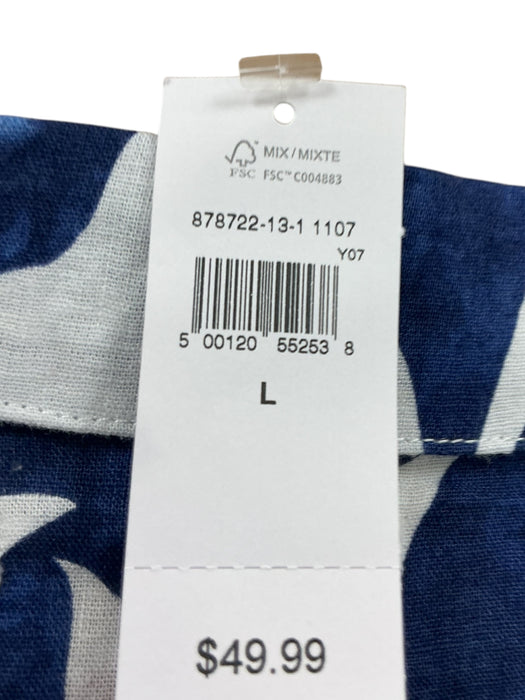 MIX / MIXTE
FSC FSC™ C004883
878722-13-1 1107
Y07
5 00120 55253 8
L
$49.99